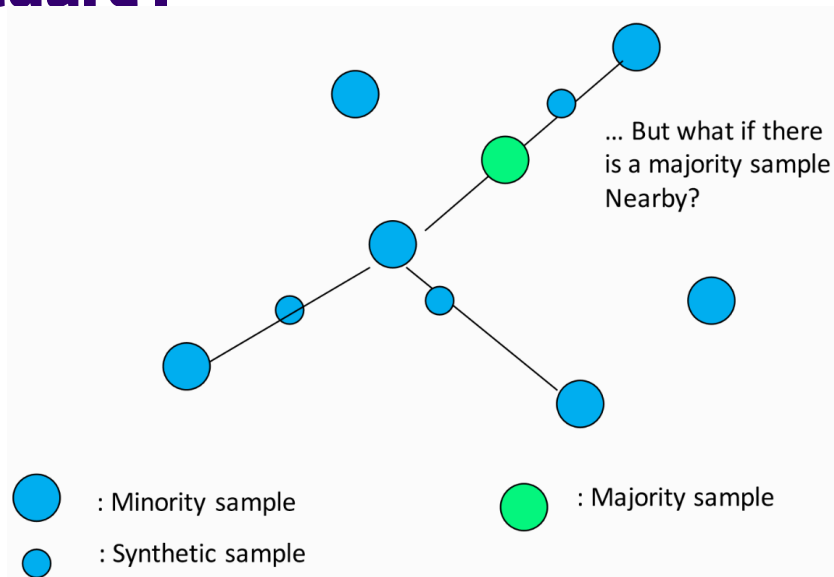 ... But what if there
is a majority sample
Nearby?
: Minority sample
: Majority sample
: Synthetic sample